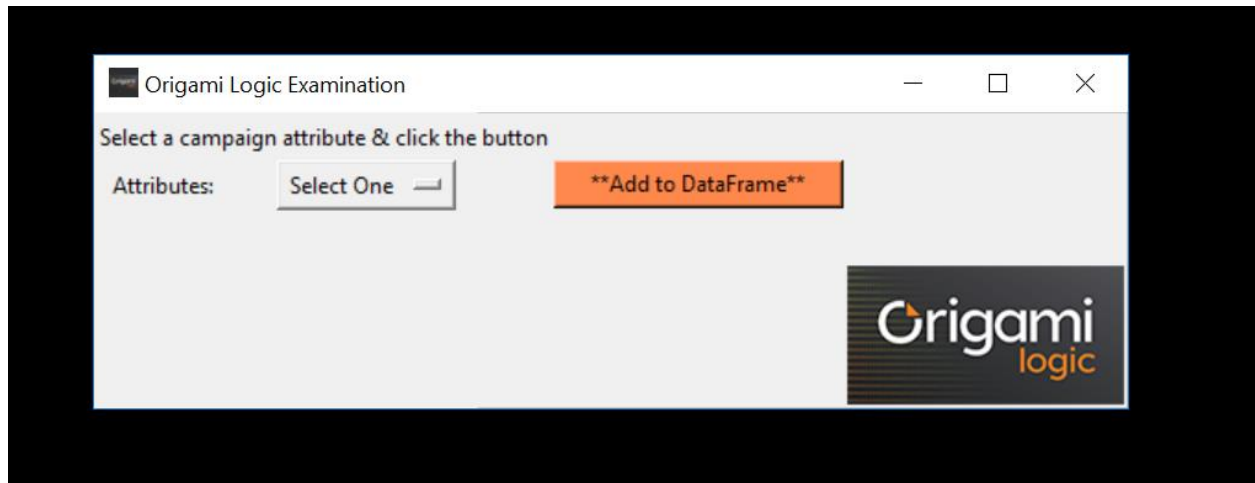 Origami Logic Examination
Select a campaign attribute & click the button
Attributes: Select One **Add to DataFrame**
Origami
logic